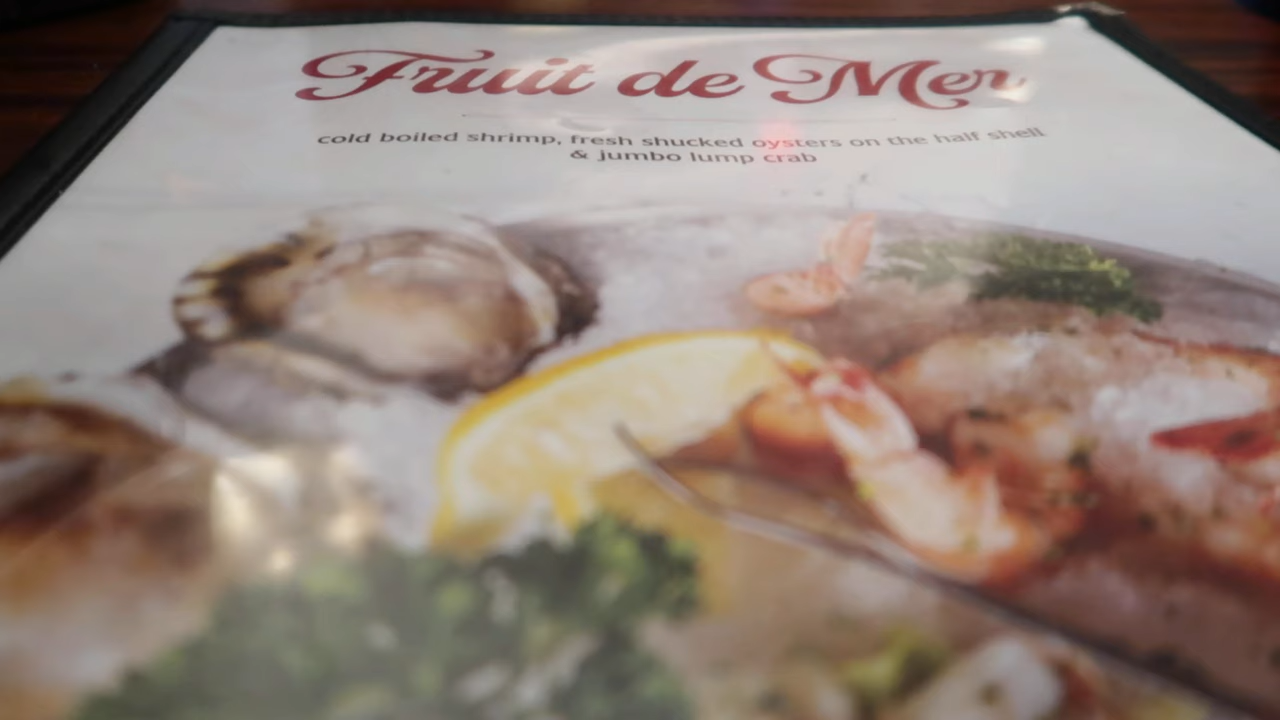 Fruit de Mer
cold boiled shrimp, fresh shucked oysters on the half shell
& jumbo lump crab